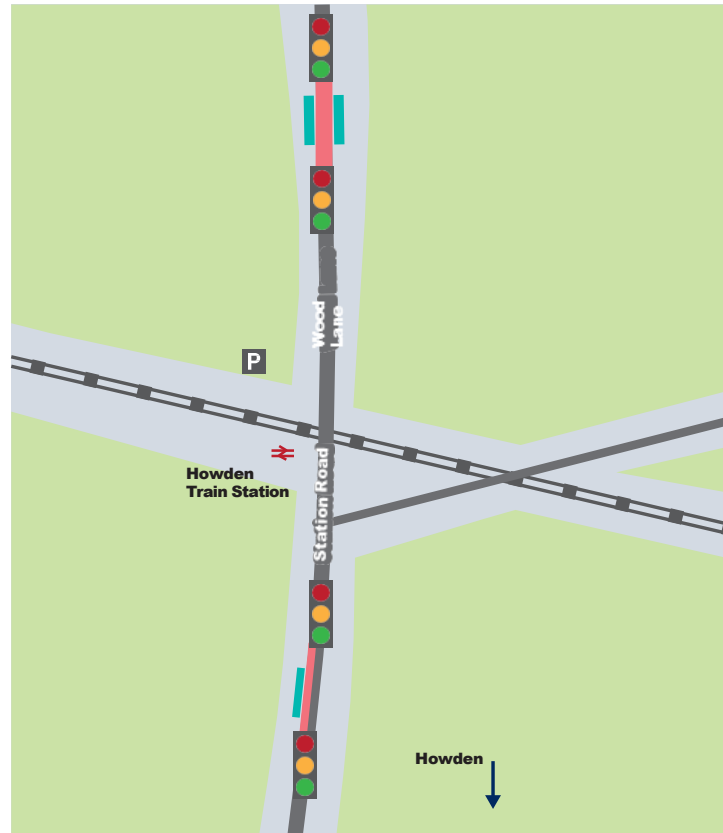 Wood
Lane
P
Howden
Train Station
Station Road
Howden